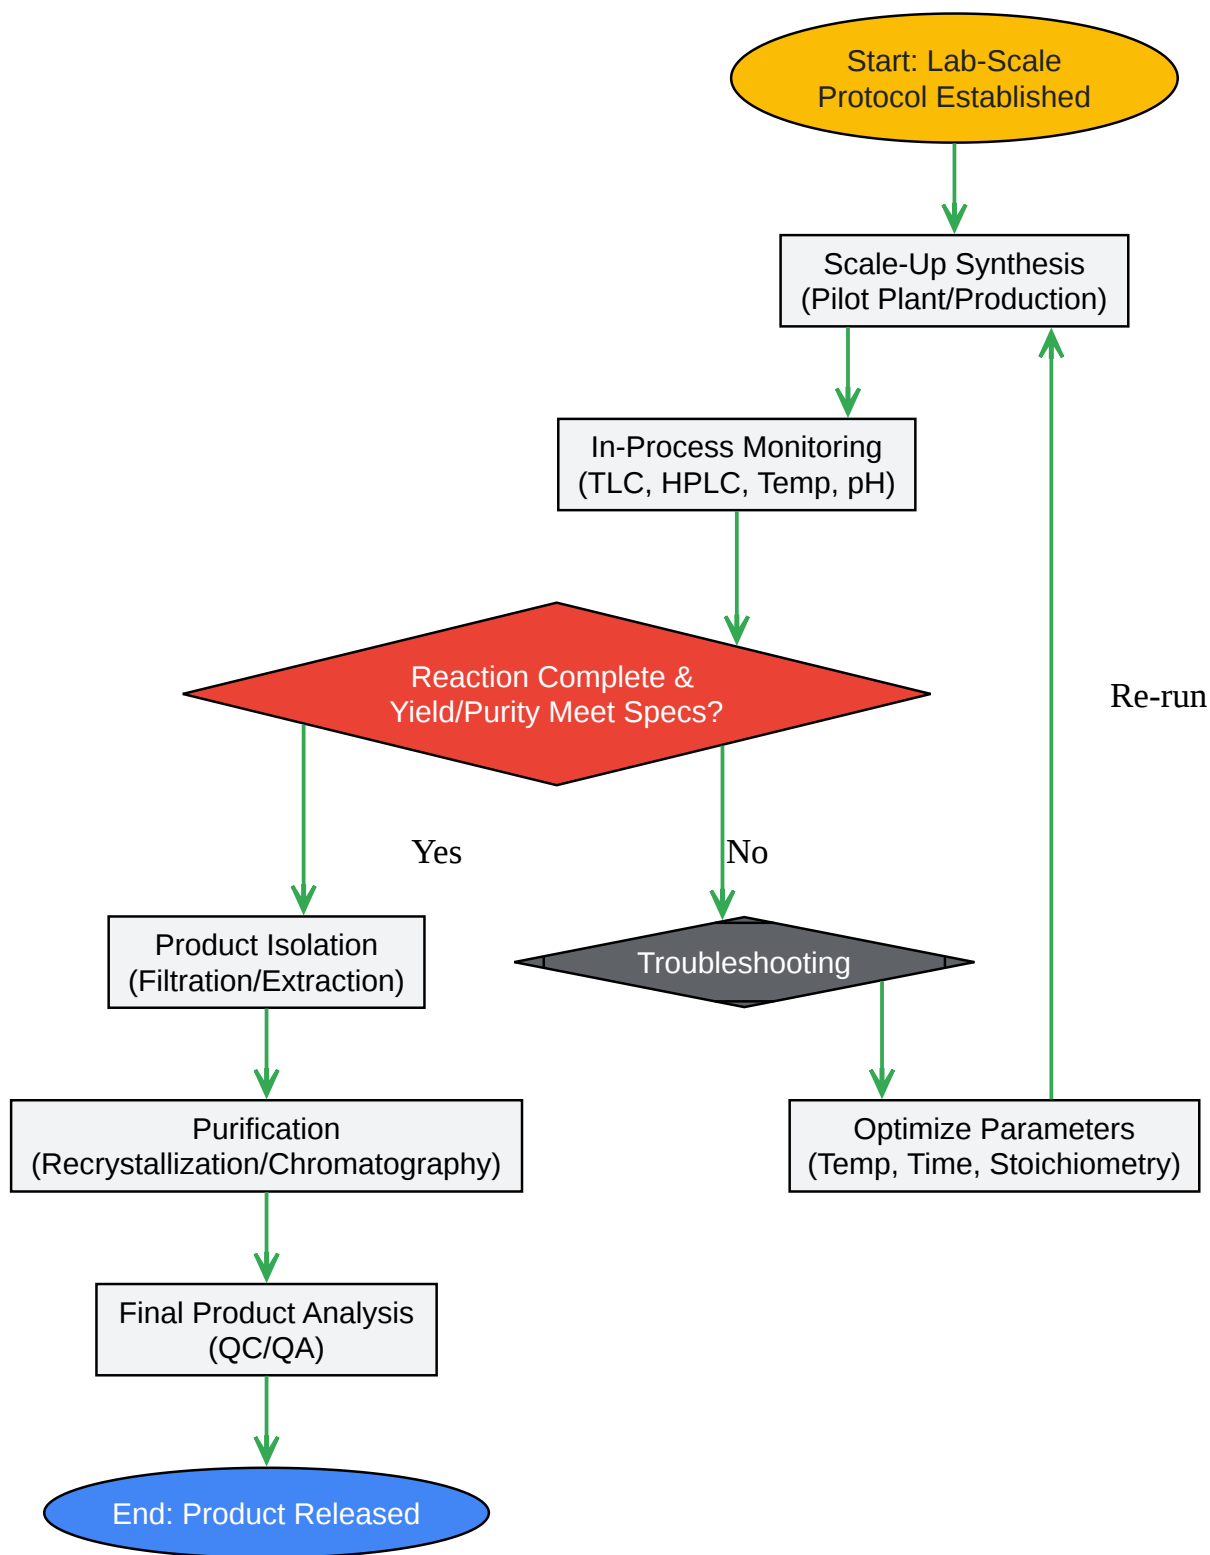 Start: Lab-Scale
Protocol Established
Scale-Up Synthesis
(Pilot Plant/Production)
In-Process Monitoring
(TLC, HPLC, Temp, pH)
Reaction Complete &
Yield/Purity Meet Specs?
Re-run
Yes
No
Product Isolation
(Filtration/Extraction)
Troubleshooting
Purification
(Recrystallization/Chromatography)
Optimize Parameters
(Temp, Time, Stoichiometry)
Final Product Analysis
(QC/QA)
End: Product Released